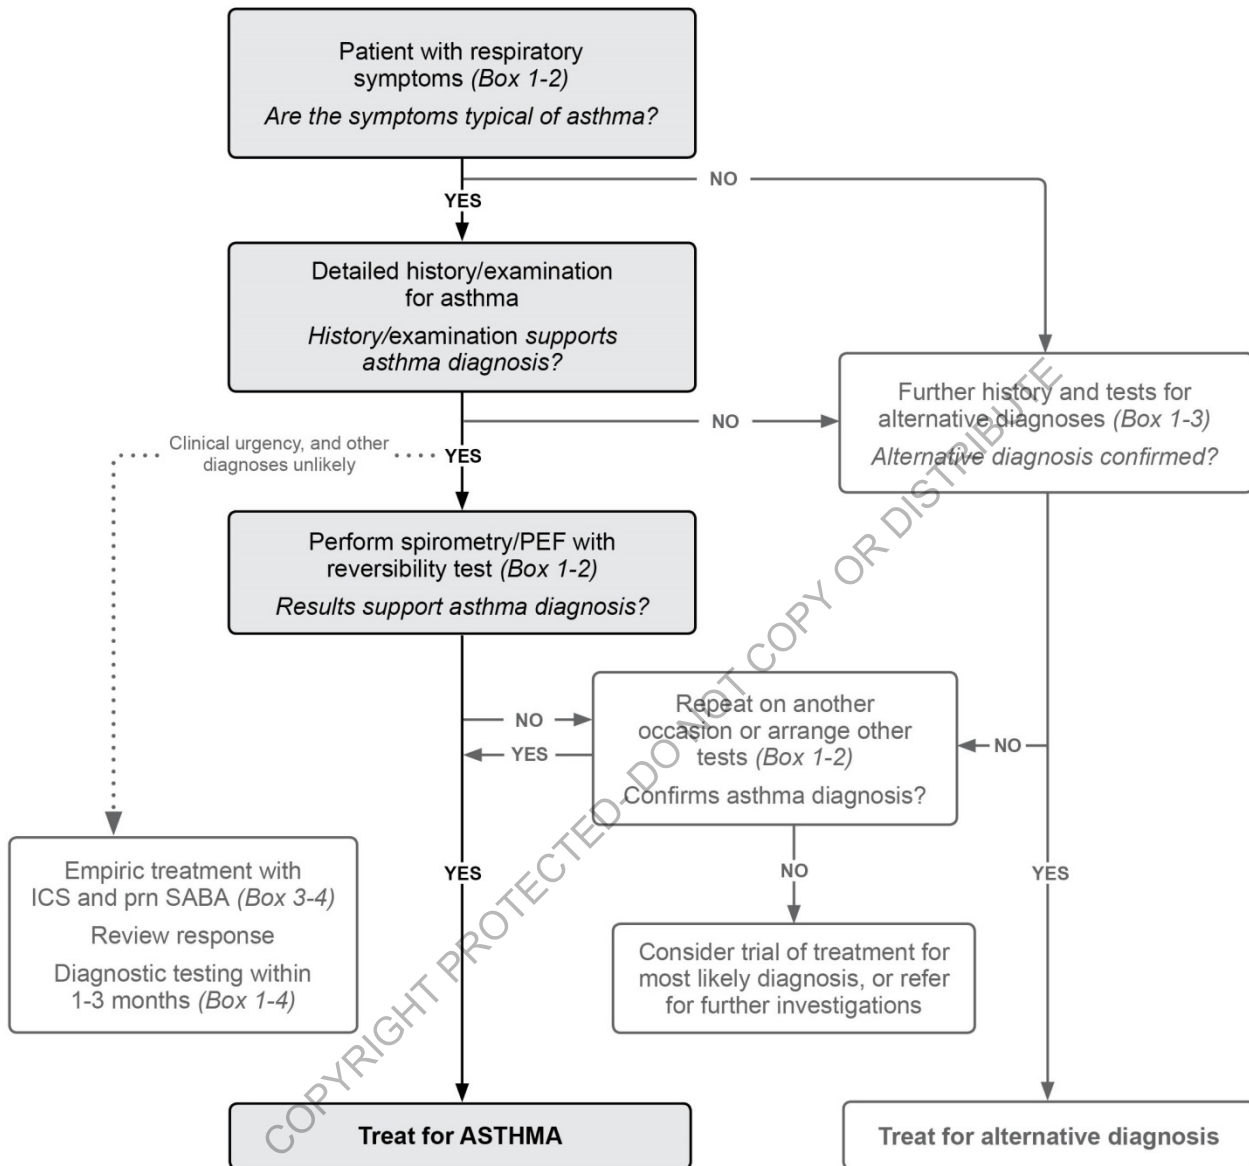 Patient with respiratory
symptoms (Box 1-2)
Are the symptoms typical of asthma?
NO
YES
Detailed history/examination
for asthma
History/examination supports
asthma diagnosis?
Further history and tests for
alternative diagnoses (Box 1-3)
Alternative diagnosis confirmed?
NO
Clinical urgency, and other
diagnoses unlikely
YES
Perform spirometry/PEF with
reversibility test (Box 1-2)
Results support asthma diagnosis?
Repeat on another
occasion or arrange other
tests (Box 1-2)
Confirms asthma diagnosis?
NO
YES
NO
Empiric treatment with
ICS and prn SABA (Box 3-4)
Review response
Diagnostic testing within
1-3 months (Box 1-4)
YES
NO
YES
Consider trial of treatment for
most likely diagnosis, or refer
for further investigations
Treat for ASTHMA
Treat for alternative diagnosis
COPYRIGHT PROTECTED- DO NOT COPY OR DISTRIBUTE